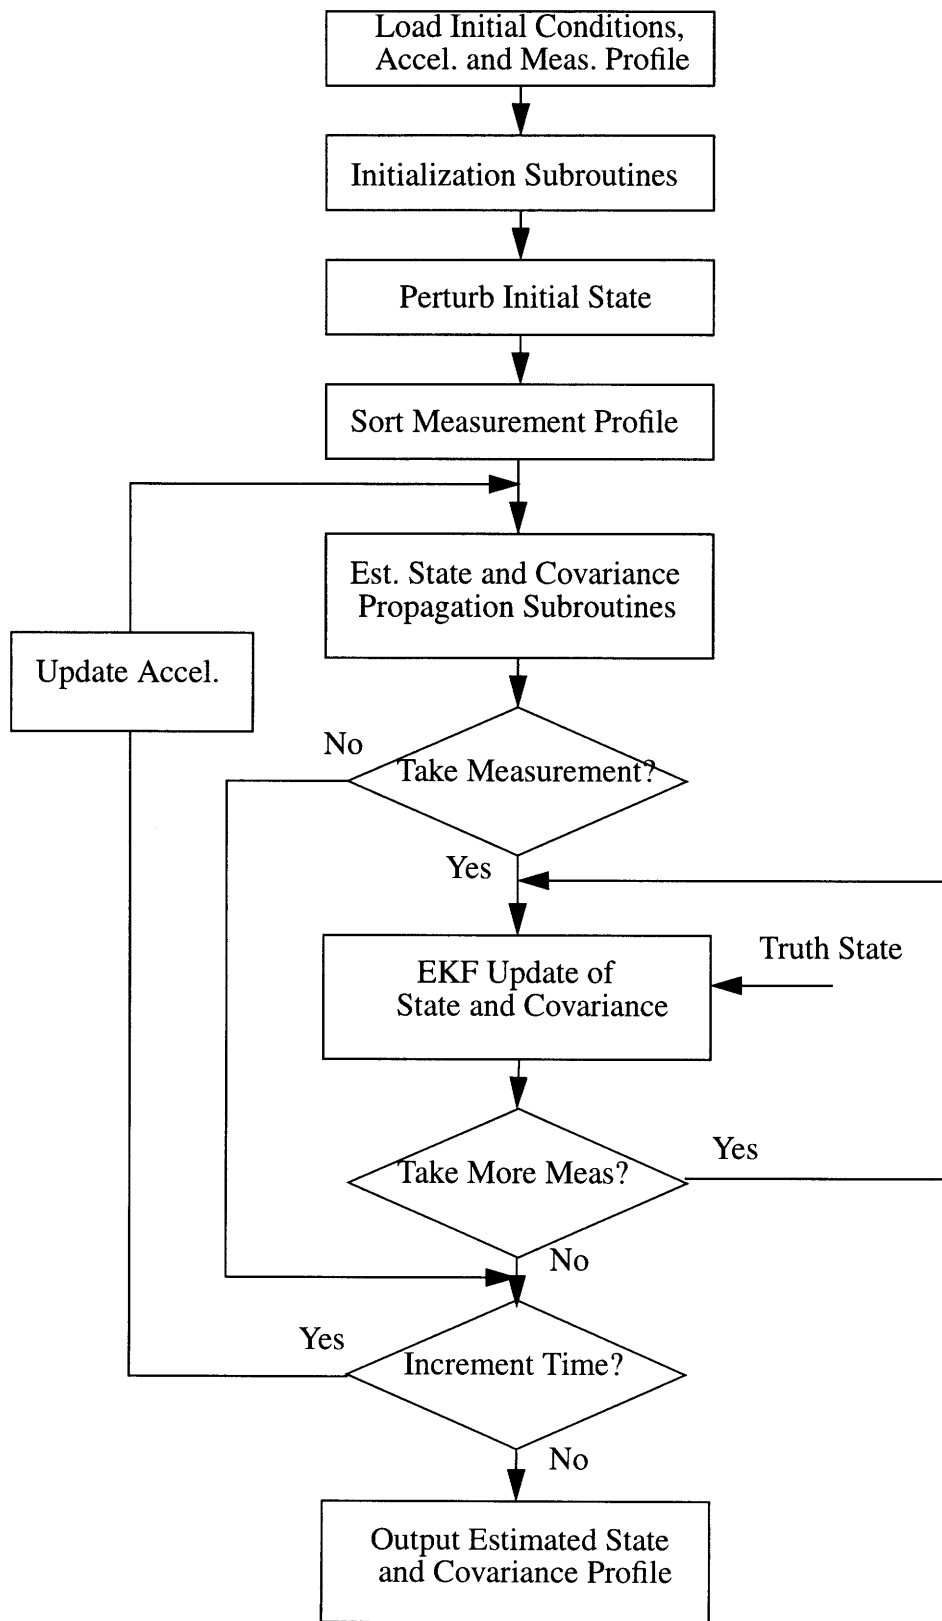 Load Initial Conditions,
Accel. and Meas. Profile
Initialization Subroutines
Perturb Initial State
Sort Measurement Profile
Est. State and Covariance
Propagation Subroutines
Update Accel.
No
Take Measurement?
Yes
Truth State
EKF Update of
State and Covariance
Take More Meas?
Yes
No
Yes
Increment Time?
No
Output Estimated State
and Covariance Profile